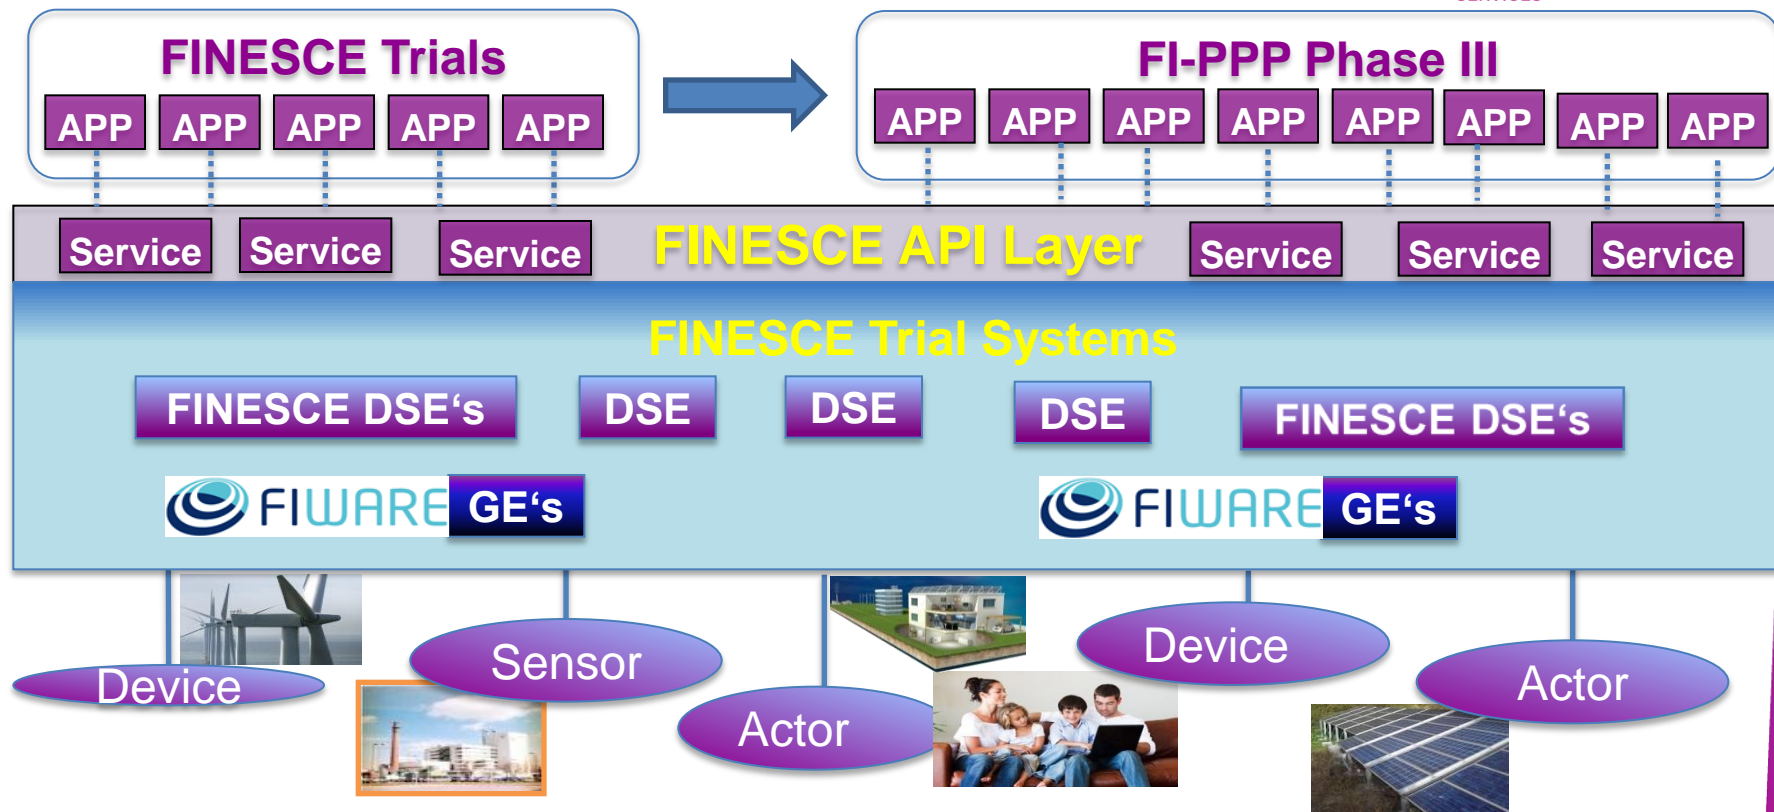 SERVICES
FINESCE Trials
FI-PPP Phase III
APP APP APP APP APP
APP APP APP APP APP APP APP APP
Service Service Service FINESCE API Layer Service Service Service
FINESCE Trial Systems
FINESCE DSE‘s DSE DSE DSE FINESCE DSE‘s
FIWARE GE‘s FIWARE GE‘s
Device Sensor Actor Device Actor